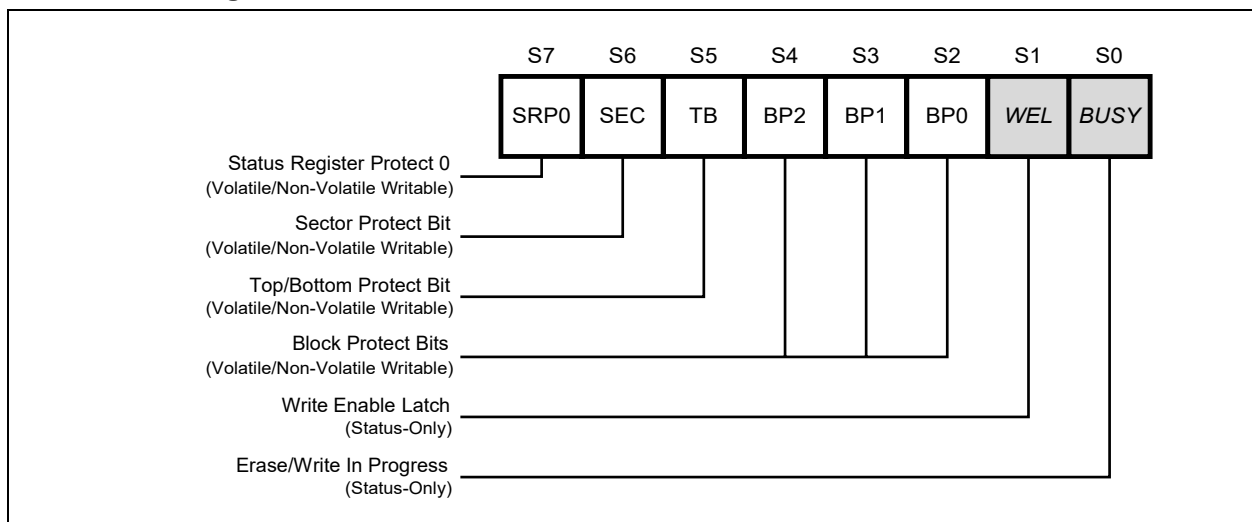 S7 S6 S5 S4 S3 S2 S1 S0
SRP0 SEC TB BP2 BP1 BP0 WEL BUSY
Status Register Protect 0
(Volatile/Non-Volatile Writable)
Sector Protect Bit
(Volatile/Non-Volatile Writable)
Top/Bottom Protect Bit
(Volatile/Non-Volatile Writable)
Block Protect Bits
(Volatile/Non-Volatile Writable)
Write Enable Latch
(Status-Only)
Erase/Write In Progress
(Status-Only)